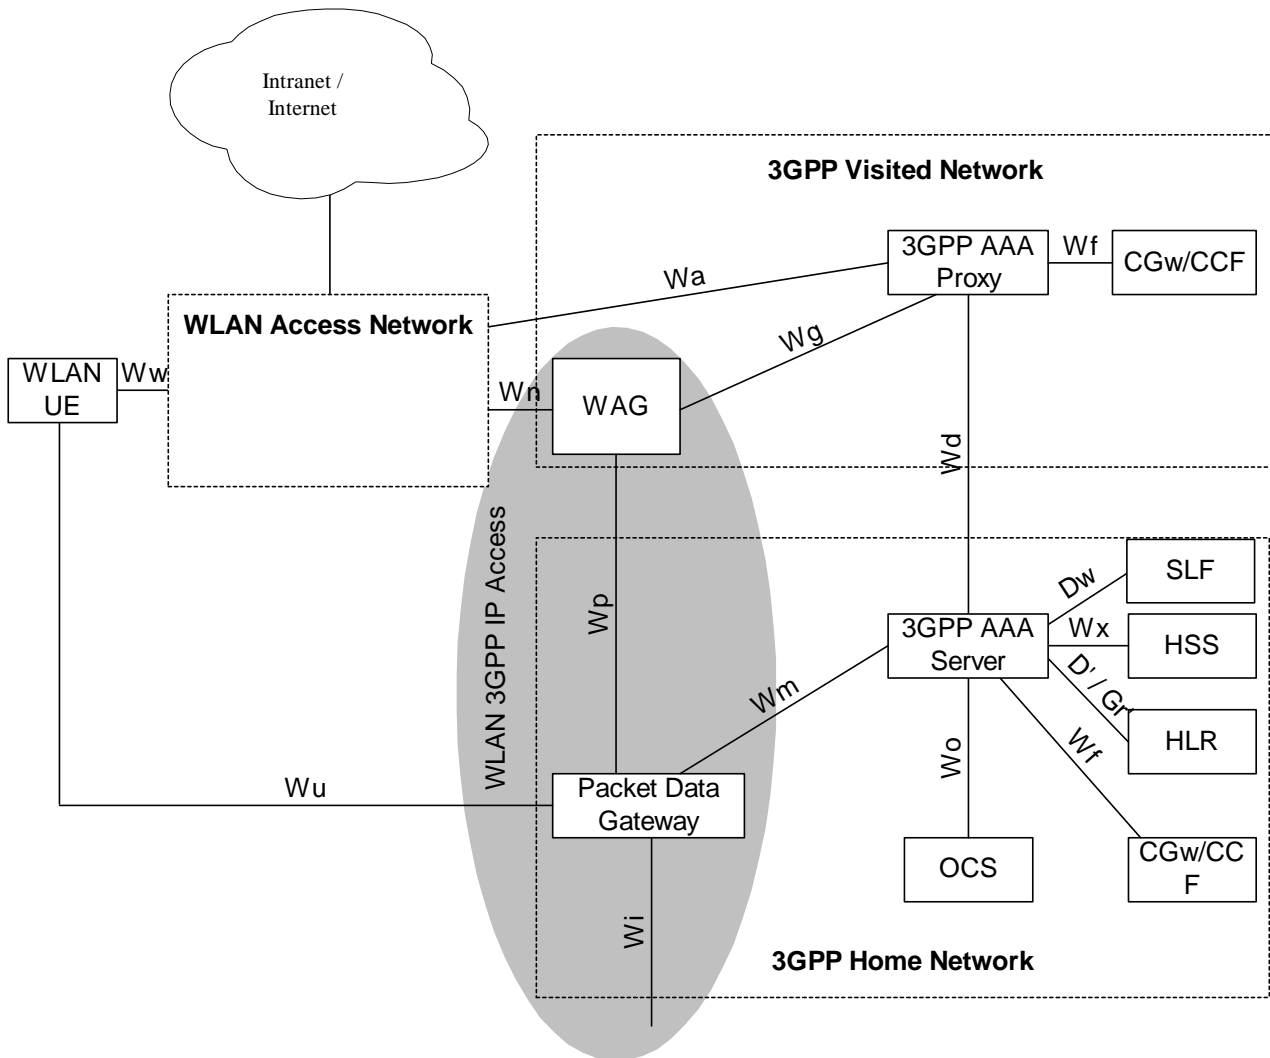 Intranet /
Internet
3GPP Visited Network
3GPP AAA
Proxy
Wf
CGw/CCF
Wa
WLAN Access Network
Wg
WLAN
UE
Ww
Wn
WAG
Wd
WLAN 3GPP IP Access
Wp
SLF
Dw
3GPP AAA
Server
Wx
HSS
D' / Gr'
HLR
Wm
Wo
Wf
Wu
Packet Data
Gateway
OCS
CGw/CC
F
Wi
3GPP Home Network